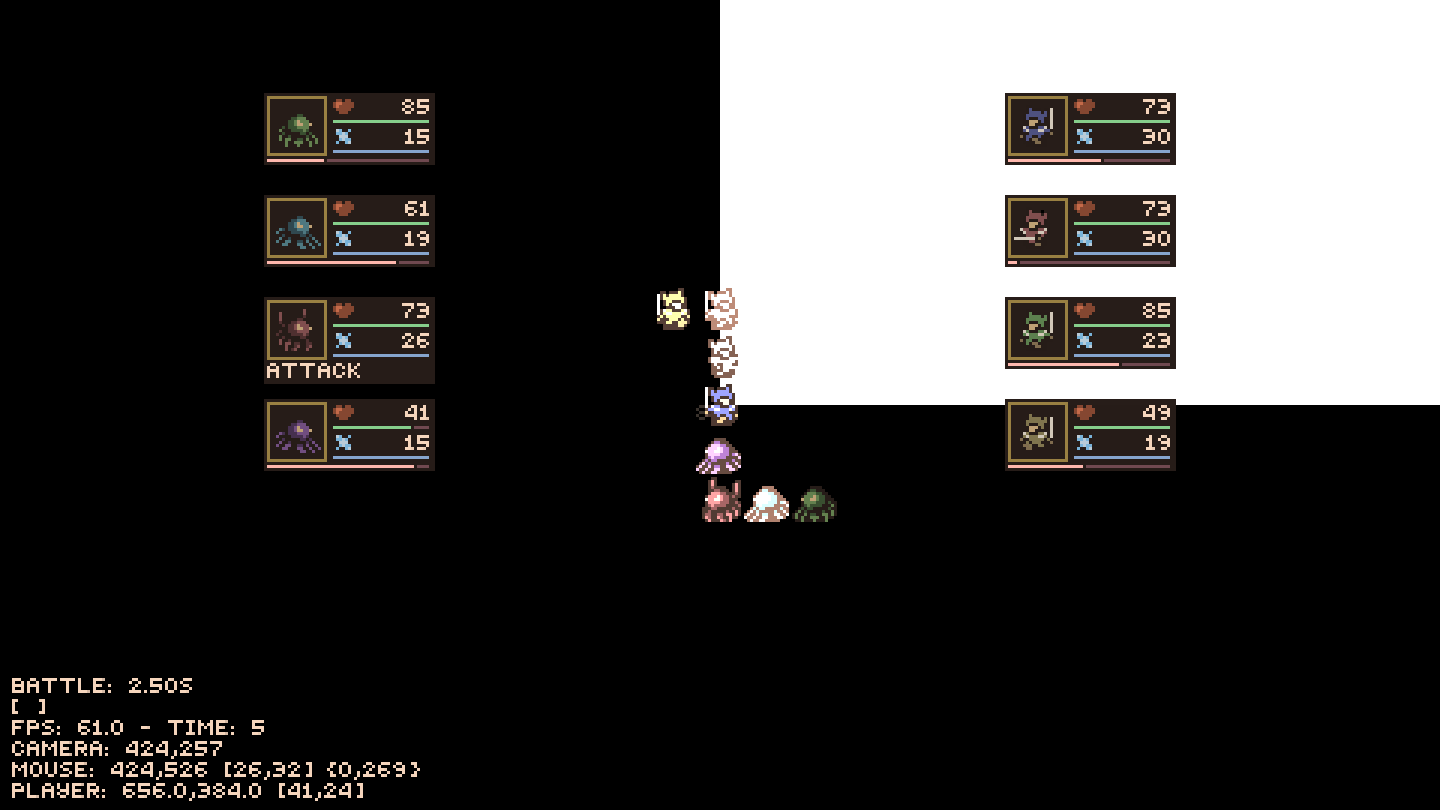 85
15
61
19
73
26
ATTACK
41
15
73
30
73
30
85
23
49
19
BATTLE: 2.50S
[ ]
FPS: 61.0 - TIME: 5
CAMERA: 424,257
MOUSE: 424,526 [26,32] {0,269}
PLAYER: 656.0,384.0 [41,24]